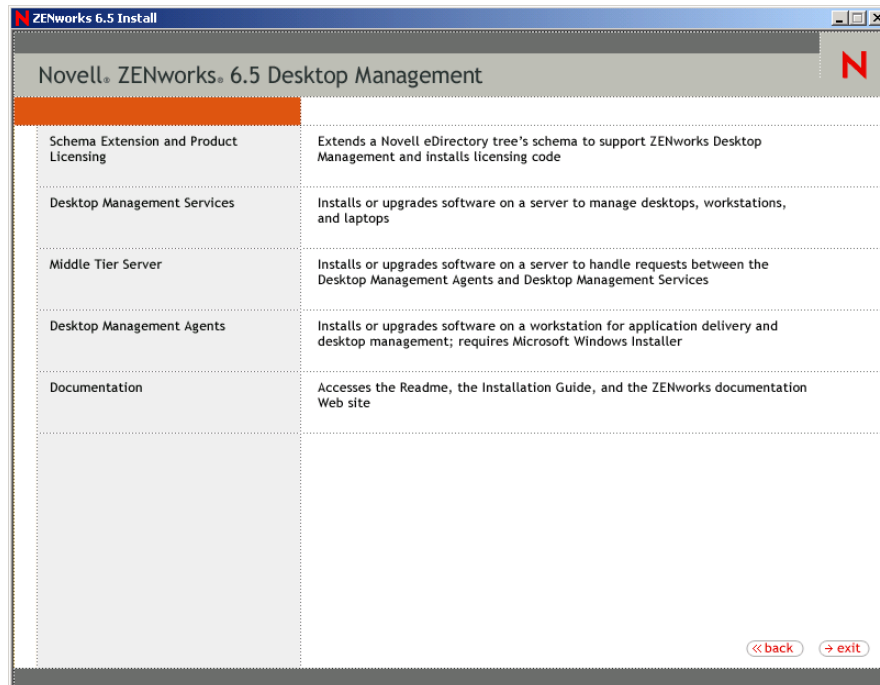 ZENworks 6.5 Install
N
Novell® ZENworks® 6.5 Desktop Management
Schema Extension and Product
Licensing
Extends a Novell eDirectory tree's schema to support ZENworks Desktop
Management and installs licensing code
Desktop Management Services
Installs or upgrades software on a server to manage desktops, workstations,
and laptops
Middle Tier Server
Installs or upgrades software on a server to handle requests between the
Desktop Management Agents and Desktop Management Services
Desktop Management Agents
Installs or upgrades software on a workstation for application delivery and
desktop management; requires Microsoft Windows Installer
Documentation
Accesses the Readme, the Installation Guide, and the ZENworks documentation
Web site
« back
→ exit